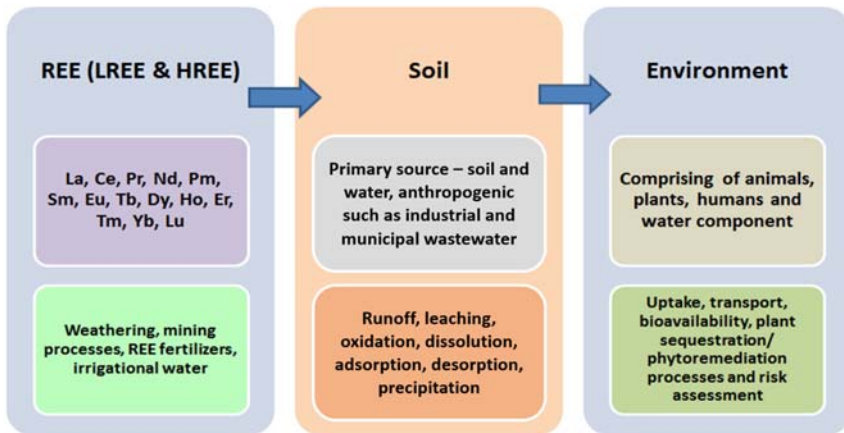 REE (LREE & HREE)
La, Ce, Pr, Nd, Pm,
Sm, Eu, Tb, Dy, Ho, Er,
Tm, Yb, Lu
Weathering, mining
processes, REE fertilizers,
irrigational water
Soil
Primary source – soil and
water, anthropogenic
such as industrial and
municipal wastewater
Runoff, leaching,
oxidation, dissolution,
adsorption, desorption,
precipitation
Environment
Comprising of animals,
plants, humans and
water component
Uptake, transport,
bioavailability, plant
sequestration/
phytoremediation
processes and risk
assessment